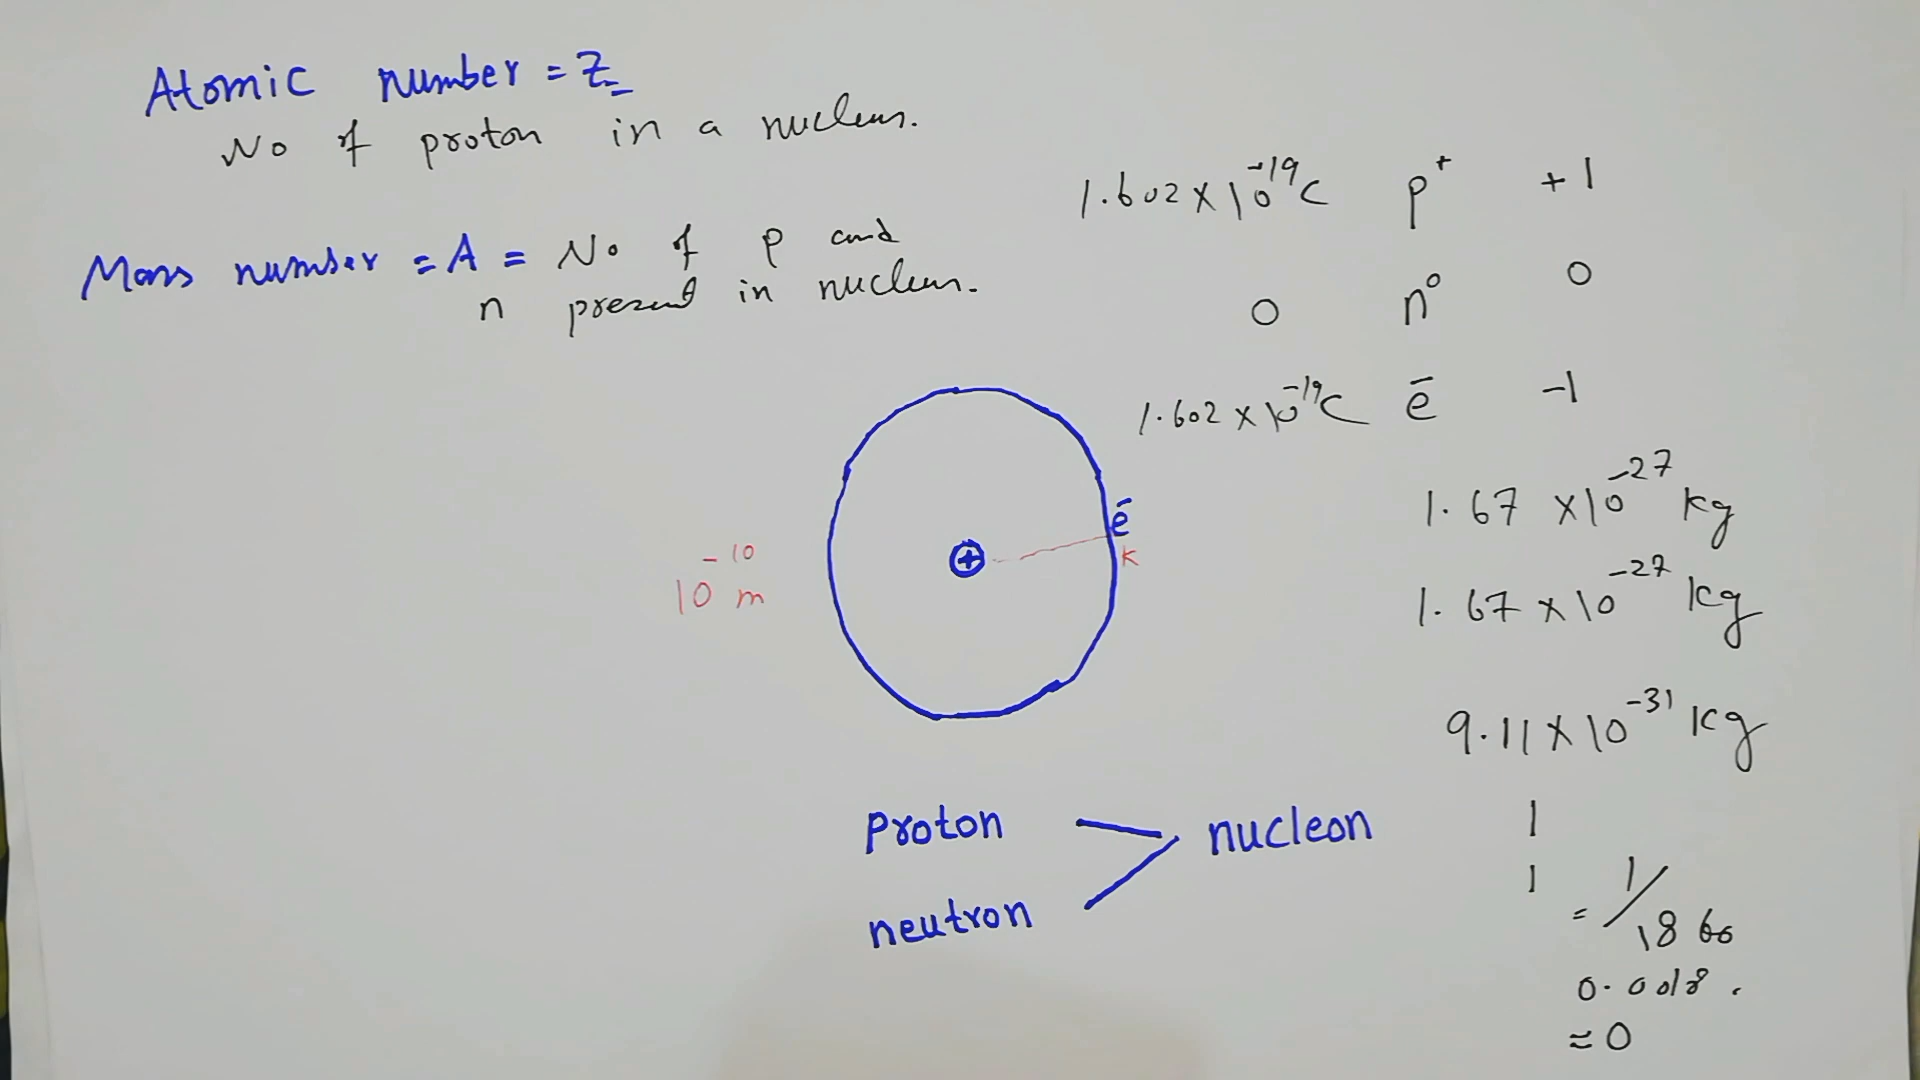 Atomic number = Z
No of proton in a nucleus.
Mass number = A = No of p and
n present in nucleus.
1.602 x 10⁻¹⁹ C p⁺ +1
0 n⁰ 0
1.602 x 10⁻¹⁹ C e⁻ -1
1.67 x 10⁻²⁷ kg
1.67 x 10⁻²⁷ kg
9.11 x 10⁻³¹ kg
e⁻
+
K
10⁻¹⁰ m
proton nucleon
neutron
1
1
= 1/1860
0.0018.
≈ 0